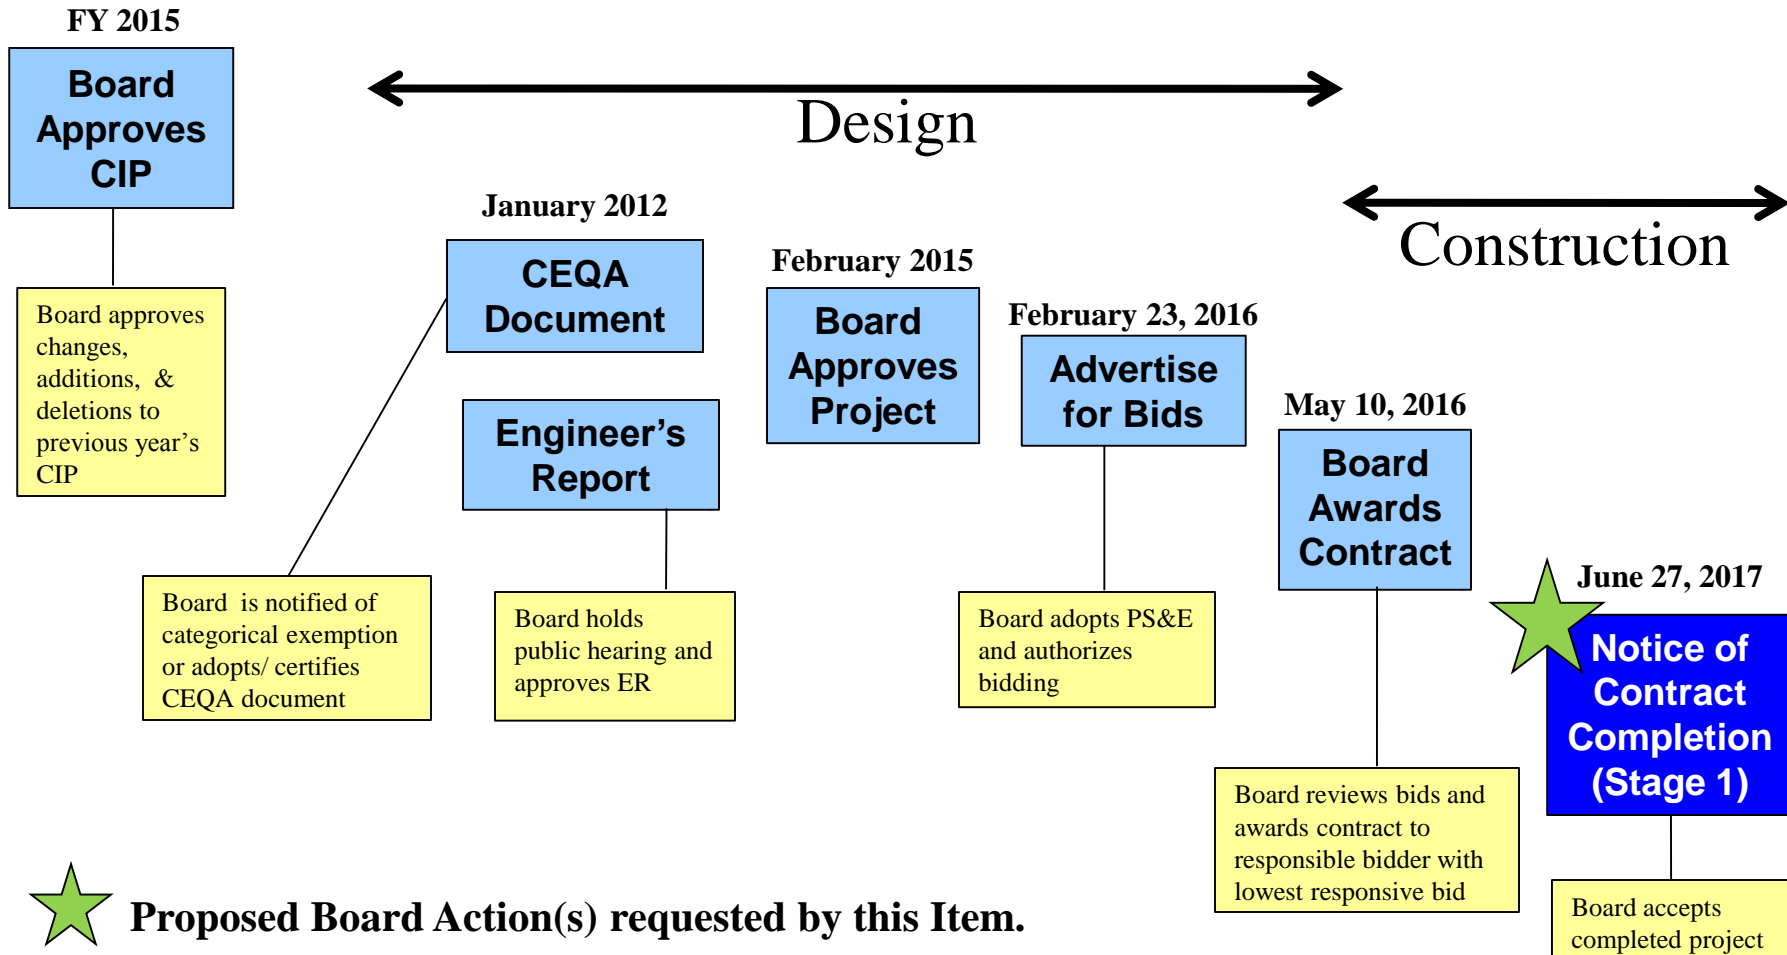 FY 2015
Board
Approves
CIP
Design
Construction
Board approves
changes,
additions,  &
deletions to
previous year's
CIP
January 2012
CEQA
Document
Engineer's
Report
Board  is notified of
categorical exemption
or adopts/ certifies
CEQA document
Board holds
public hearing and
approves ER
February 2015
Board
Approves
Project
February 23, 2016
Advertise
for Bids
Board adopts PS&E
and authorizes
bidding
May 10, 2016
Board
Awards
Contract
Board reviews bids and
awards contract to
responsible bidder with
lowest responsive bid
June 27, 2017
Notice of
Contract
Completion
(Stage 1)
Board accepts
completed project
Proposed Board Action(s) requested by this Item.